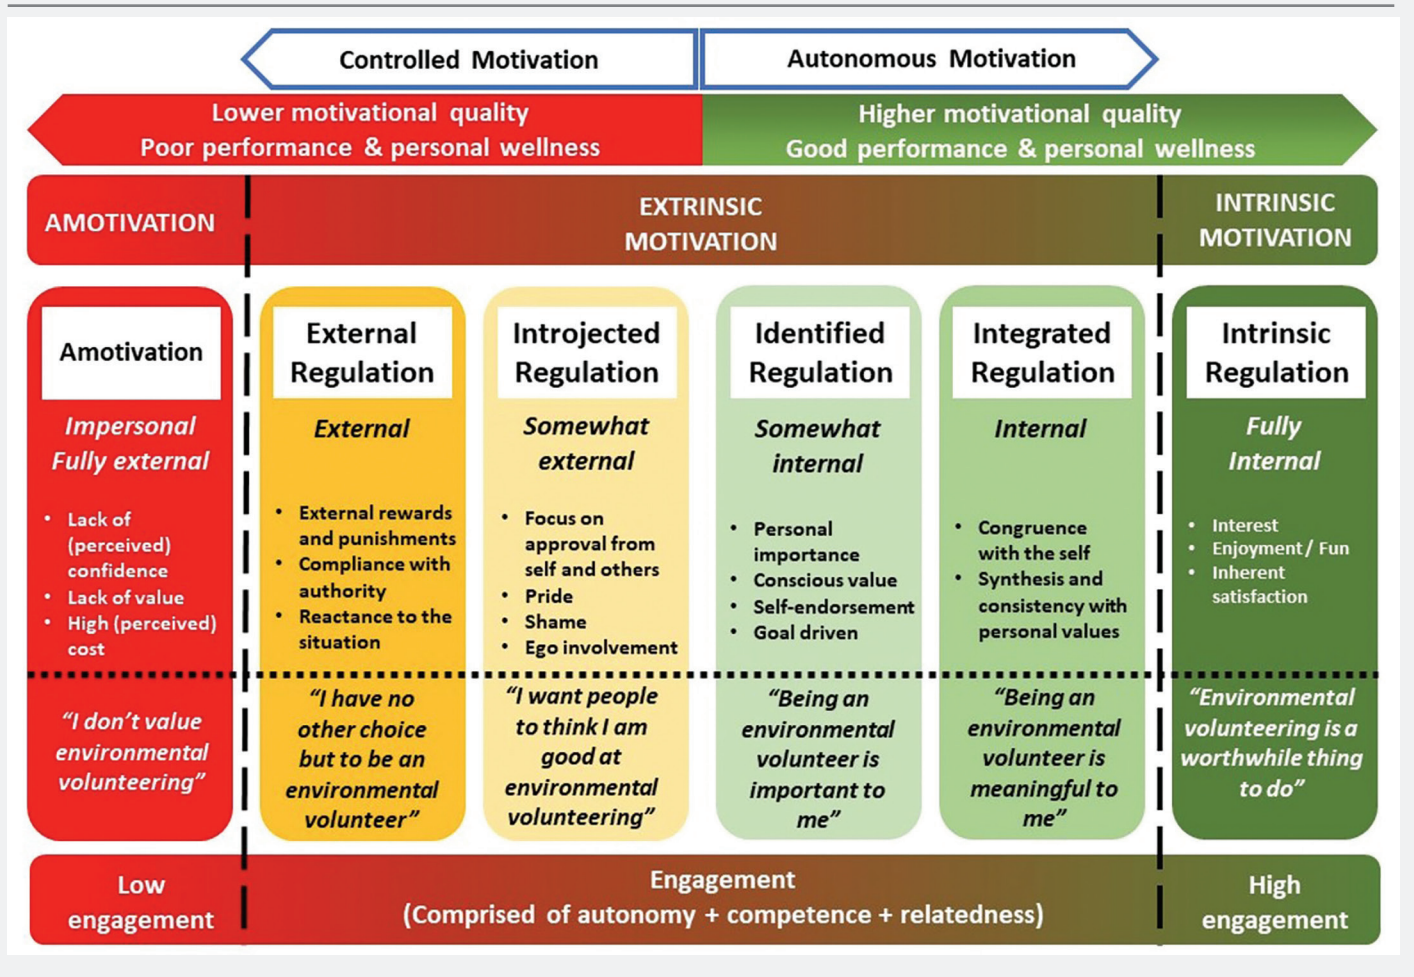 Controlled Motivation
Autonomous Motivation
Lower motivational quality
Poor performance & personal wellness
Higher motivational quality
Good performance & personal wellness
AMOTIVATION
EXTRINSIC
MOTIVATION
INTRINSIC
MOTIVATION
Amotivation
Impersonal
Fully external
• Lack of
(perceived)
confidence
• Lack of value
• High (perceived)
cost
“I don’t value
environmental
volunteering”
External
Regulation
External
• External rewards
and punishments
• Compliance with
authority
• Reactance to the
situation
“I have no
other choice
but to be an
environmental
volunteer”
Introjected
Regulation
Somewhat
external
• Focus on
approval from
self and others
• Pride
• Shame
• Ego involvement
“I want people
to think I am
good at
environmental
volunteering”
Identified
Regulation
Somewhat
internal
• Personal
importance
• Conscious value
• Self-endorsement
• Goal driven
“Being an
environmental
volunteer is
important to
me”
Integrated
Regulation
Internal
• Congruence
with the self
• Synthesis and
consistency with
personal values
“Being an
environmental
volunteer is
meaningful to
me”
Intrinsic
Regulation
Fully
Internal
• Interest
• Enjoyment/ Fun
• Inherent
satisfaction
“Environmental
volunteering is a
worthwhile thing
to do”
Low
engagement
Engagement
(Comprised of autonomy + competence + relatedness)
High
engagement